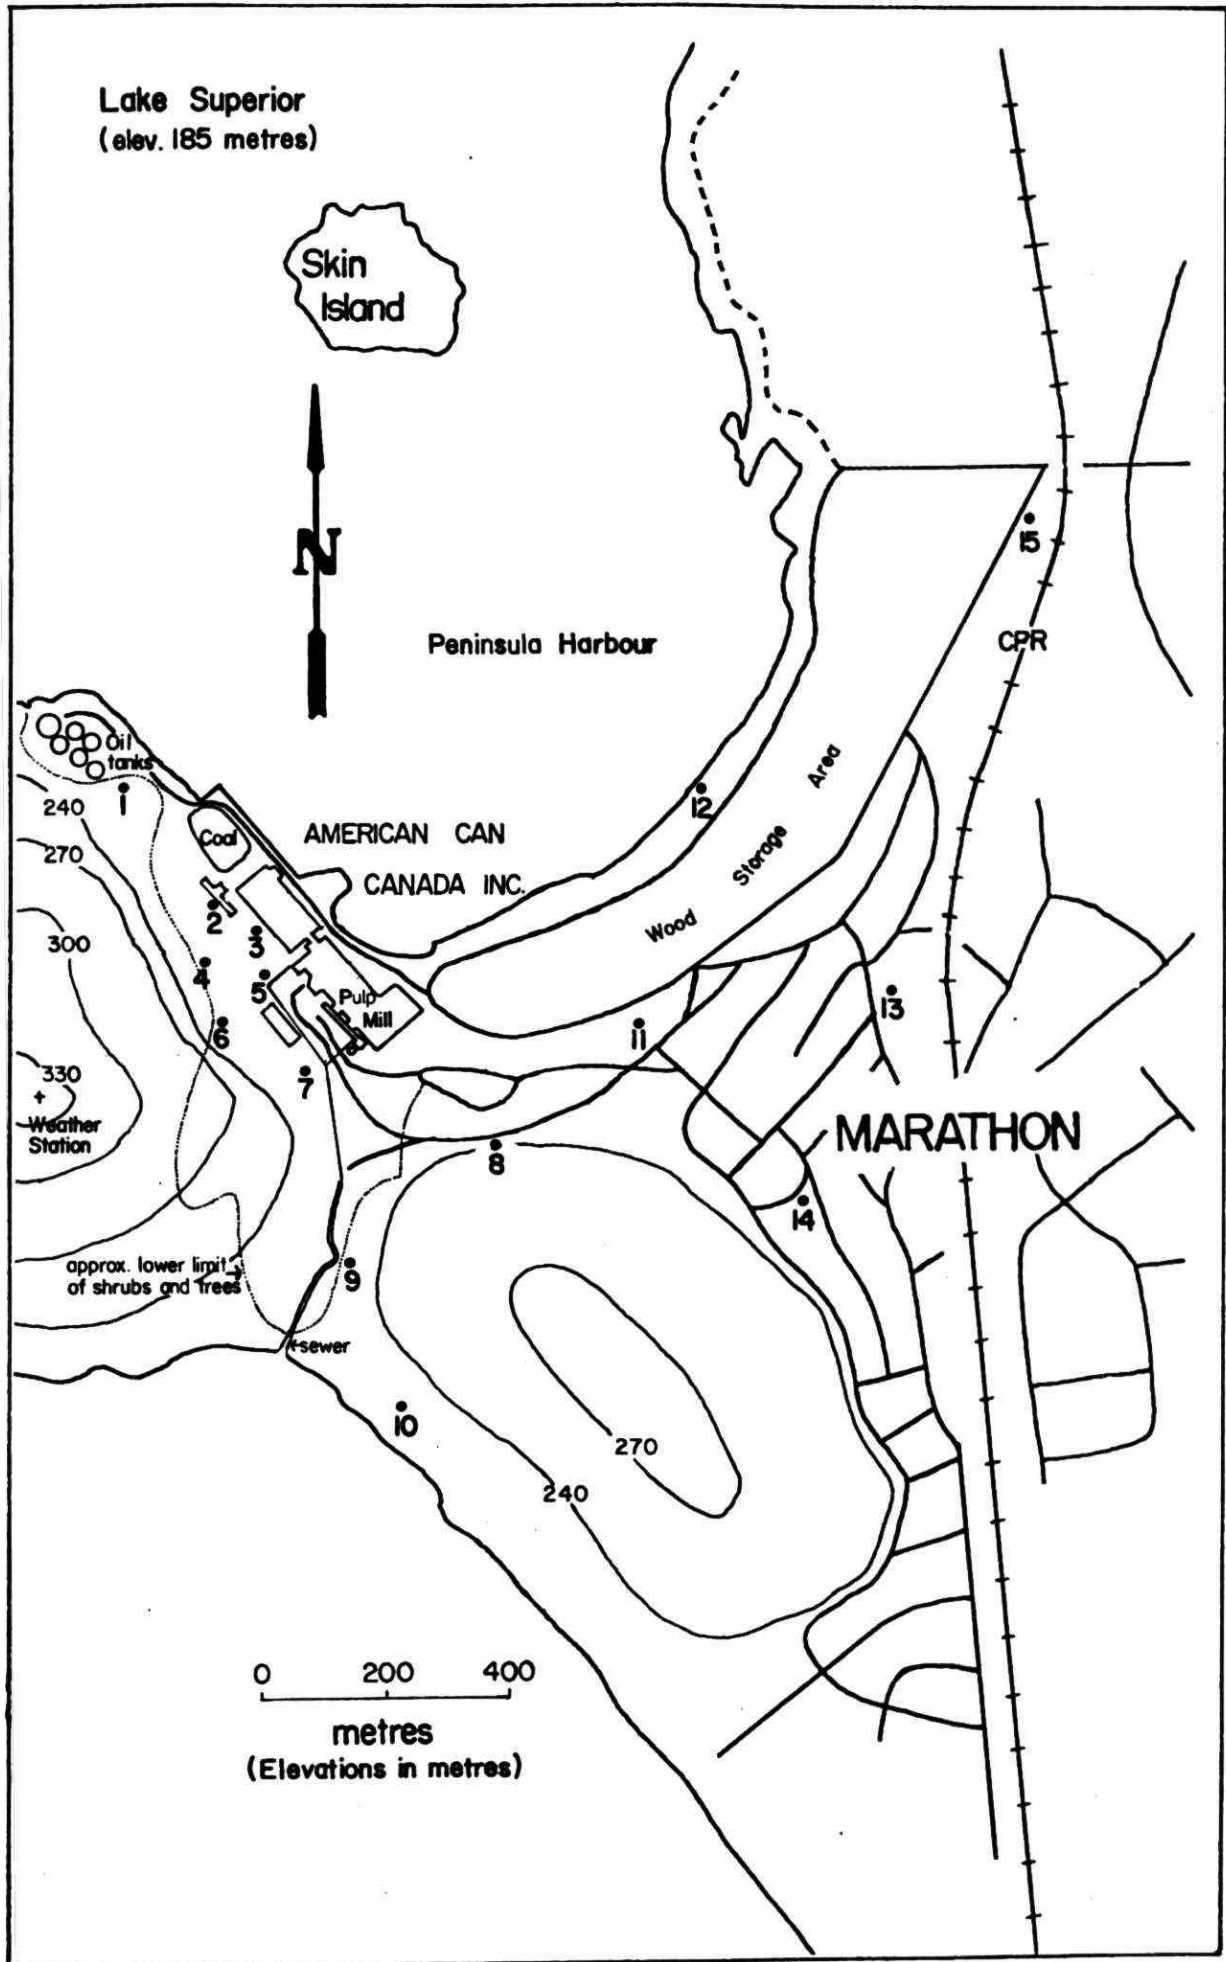 Lake Superior
(elev. 185 metres)
Skin
Island
N
15
Peninsula Harbour
CPR
Oil
tanks
1
240
270
12
Area
Coal
AMERICAN CAN
CANADA INC.
Storage
2
Wood
3
300
4
5
Pulp
Mill
13
6
11
8
7
330
+
Weather
Station
MARATHON
8
14
approx. lower limit
of shrubs and trees
9
sewer
10
270
240
0 200 400
metres
(Elevations in metres)